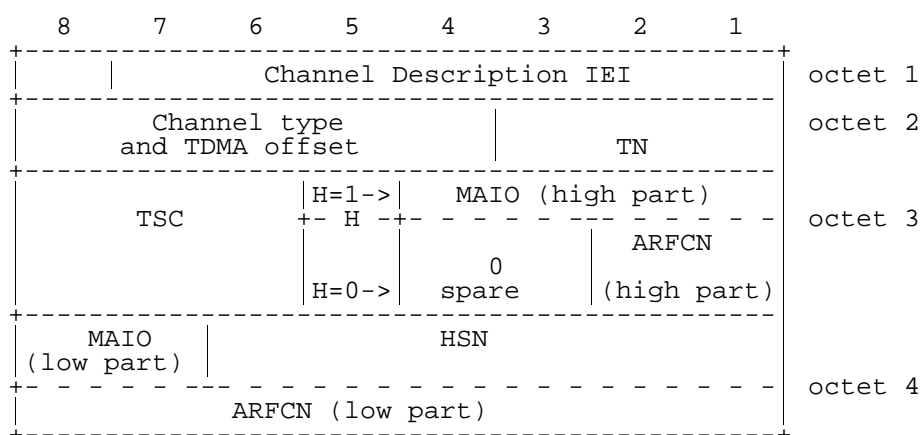 8 7 6 5 4 3 2 1
Channel Description IEI octet 1
Channel type octet 2
and TDMA offset TN
H=1-> MAIO (high part)
TSC H octet 3
ARFCN
0
H=0-> spare (high part)
MAIO HSN
(low part)
octet 4
ARFCN (low part)